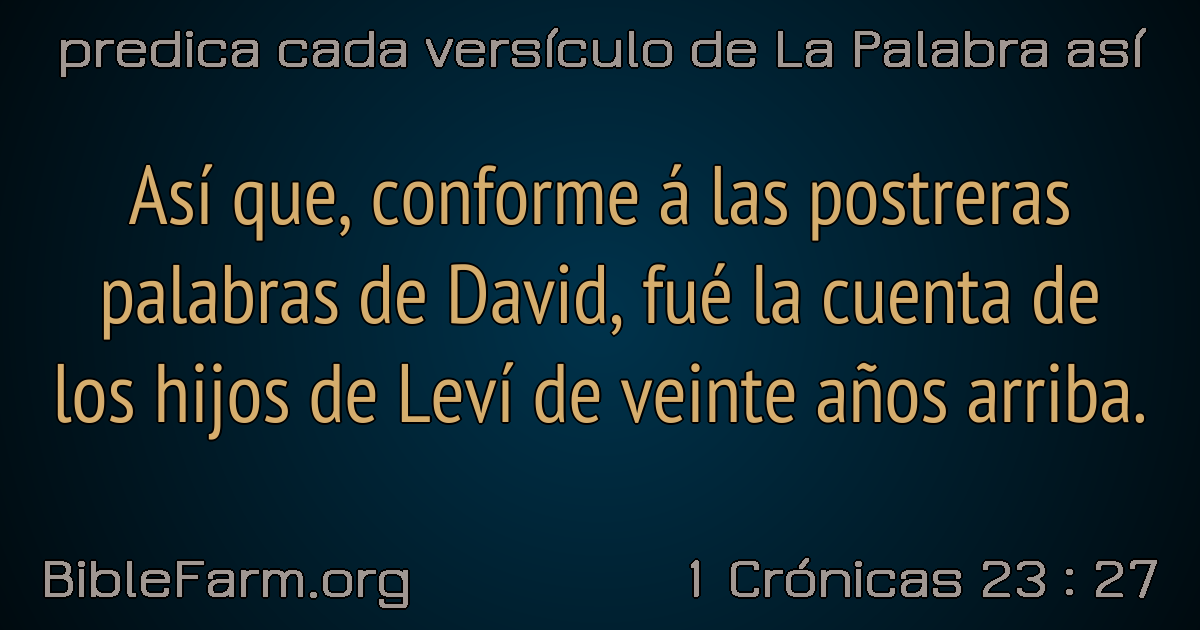 predica cada versículo de La Palabra así
Así que, conforme á las postreras
palabras de David, fué la cuenta de
los hijos de Leví de veinte años arriba.
BibleFarm.org
1 Crónicas 23 : 27